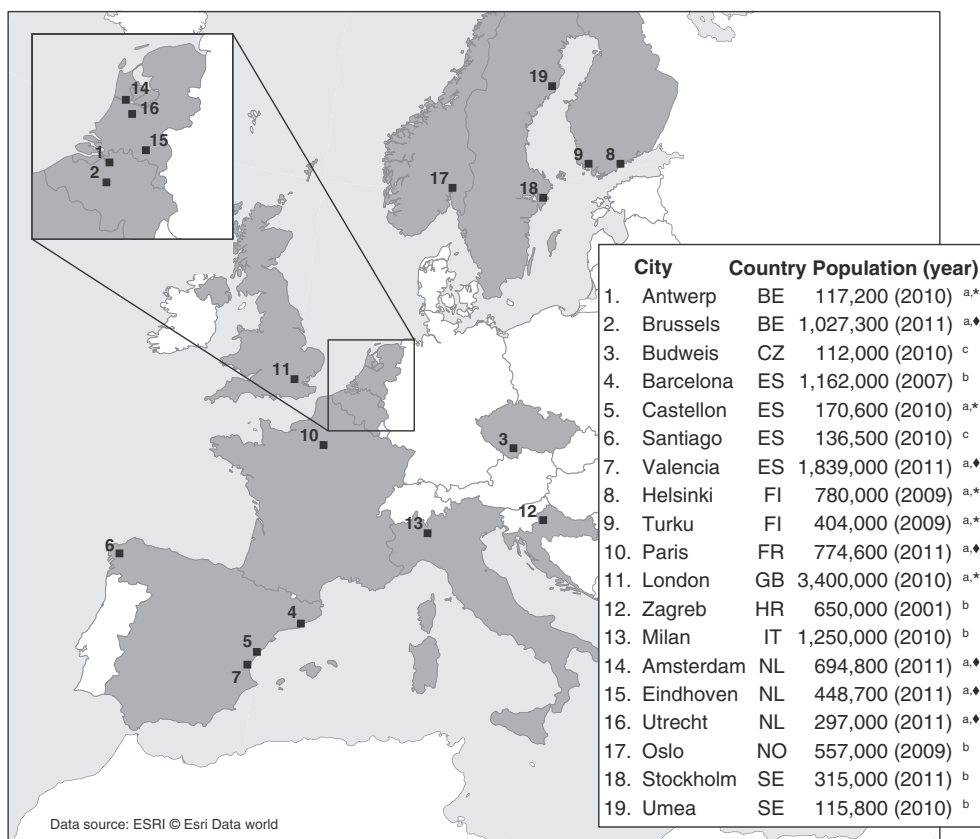 14
16
15
1
2
19
9 8
17
18
11
10
3
12
13
6
4
5
7
City Country Population (year)
1. Antwerp BE 117,200 (2010) a,*
2. Brussels BE 1,027,300 (2011) a,♦
3. Budweis CZ 112,000 (2010) c
4. Barcelona ES 1,162,000 (2007) b
5. Castellon ES 170,600 (2010) a,*
6. Santiago ES 136,500 (2010) c
7. Valencia ES 1,839,000 (2011) a,♦
8. Helsinki FI 780,000 (2009) a,*
9. Turku FI 404,000 (2009) a,*
10. Paris FR 774,600 (2011) a,♦
11. London GB 3,400,000 (2010) a,*
12. Zagreb HR 650,000 (2001) b
13. Milan IT 1,250,000 (2010) b
14. Amsterdam NL 694,800 (2011) a,♦
15. Eindhoven NL 448,700 (2011) a,♦
16. Utrecht NL 297,000 (2011) a,♦
17. Oslo NO 557,000 (2009) b
18. Stockholm SE 315,000 (2011) b
19. Umea SE 115,800 (2010) b
Data source: ESRI © Esri Data world